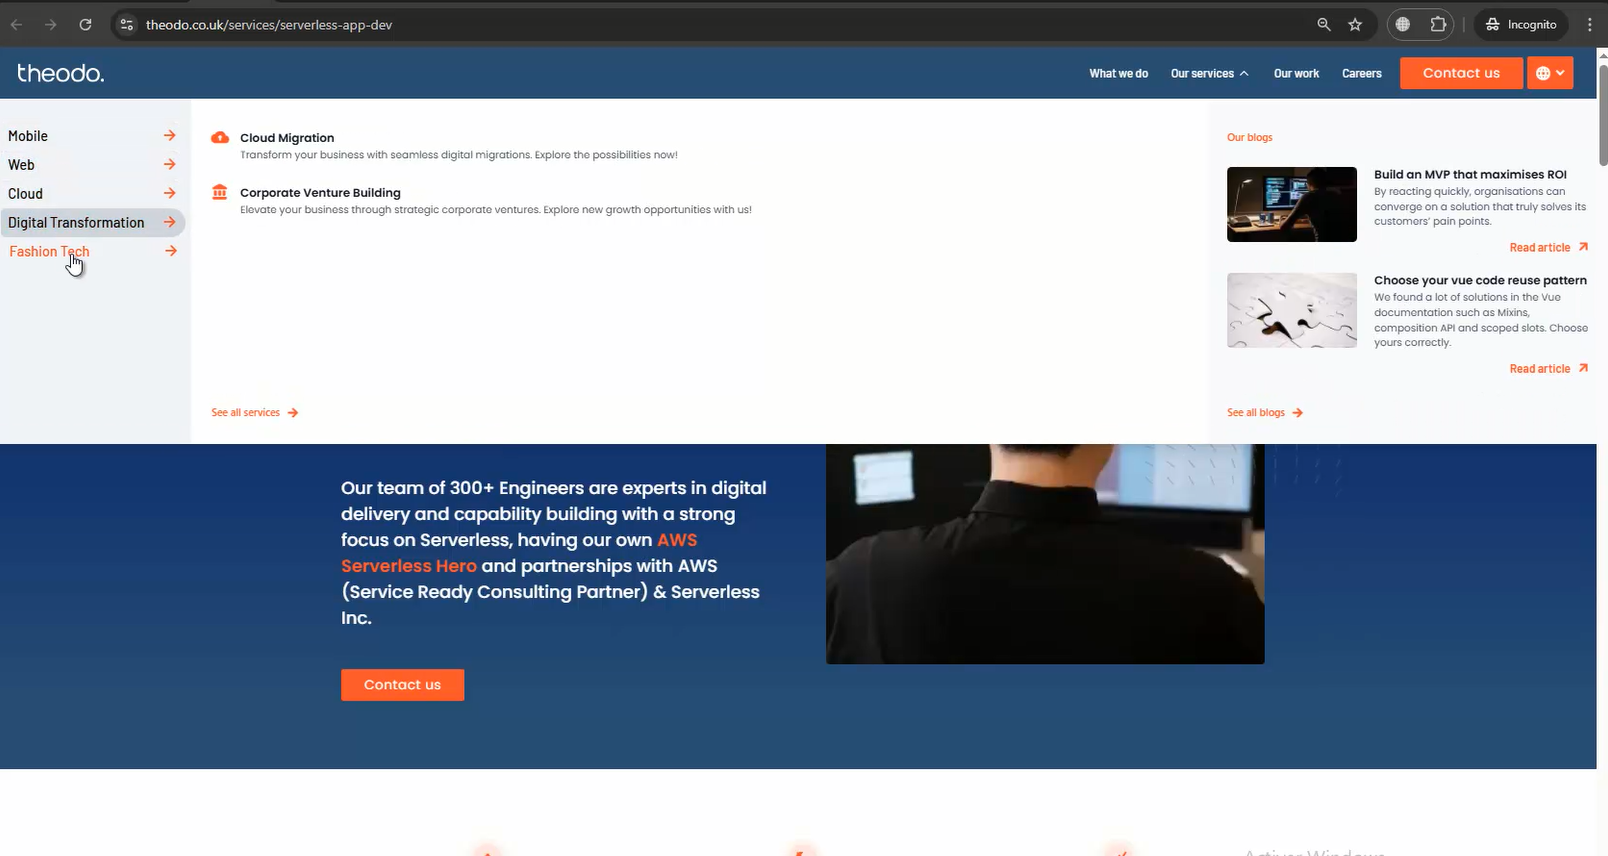 theodo.co.uk/services/serverless-app-dev
Incognito
theodo.
What we do
Our services
Our work
Careers
Contact us
Mobile
Web
Cloud
Digital Transformation
Fashion Tech
Cloud Migration
Transform your business with seamless digital migrations. Explore the possibilities now!
Corporate Venture Building
Elevate your business through strategic corporate ventures. Explore new growth opportunities with us!
See all services
Our blogs
Build an MVP that maximises ROI
By reacting quickly, organisations can
converge on a solution that truly solves its
customers' pain points.
Read article
Choose your vue code reuse pattern
We found a lot of solutions in the Vue
documentation such as Mixins,
composition API and scoped slots. Choose
yours correctly.
Read article
See all blogs
Our team of 300+ Engineers are experts in digital
delivery and capability building with a strong
focus on Serverless, having our own AWS
Serverless Hero and partnerships with AWS
(Service Ready Consulting Partner) & Serverless
Inc.
Contact us
Activer Windows